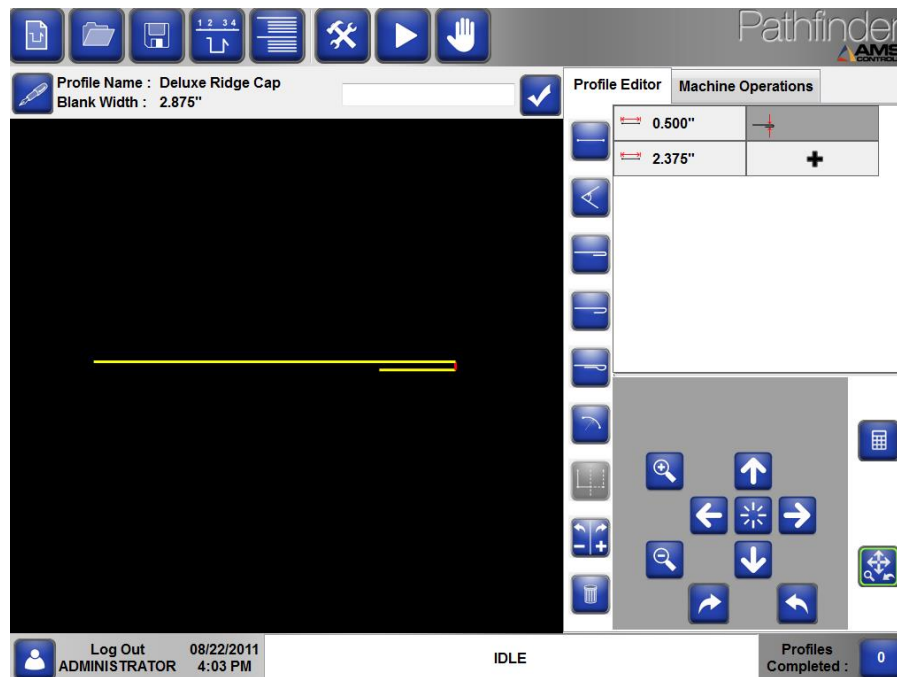 1 2 3 4
Pathfinder
AMS
CONTROLS
Profile Name : Deluxe Ridge Cap
Blank Width : 2.875"
Profile Editor
Machine Operations
0.500"
2.375"
Log Out
ADMINISTRATOR
08/22/2011
4:03 PM
IDLE
Profiles
Completed :
0